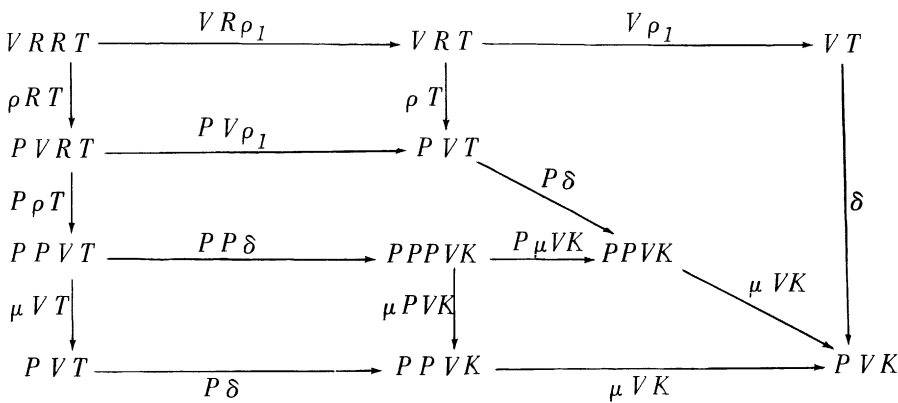 VRρ₁ Vρ₁
VRRT VRT VT
ρRT ρT
PVρ₁
PVRT PVT
Pδ
PρT δ
PPδ PμVK
PPVT PPPVK PPVK
μVT μPVK μVK
PVT PPVK PVK
Pδ μVK